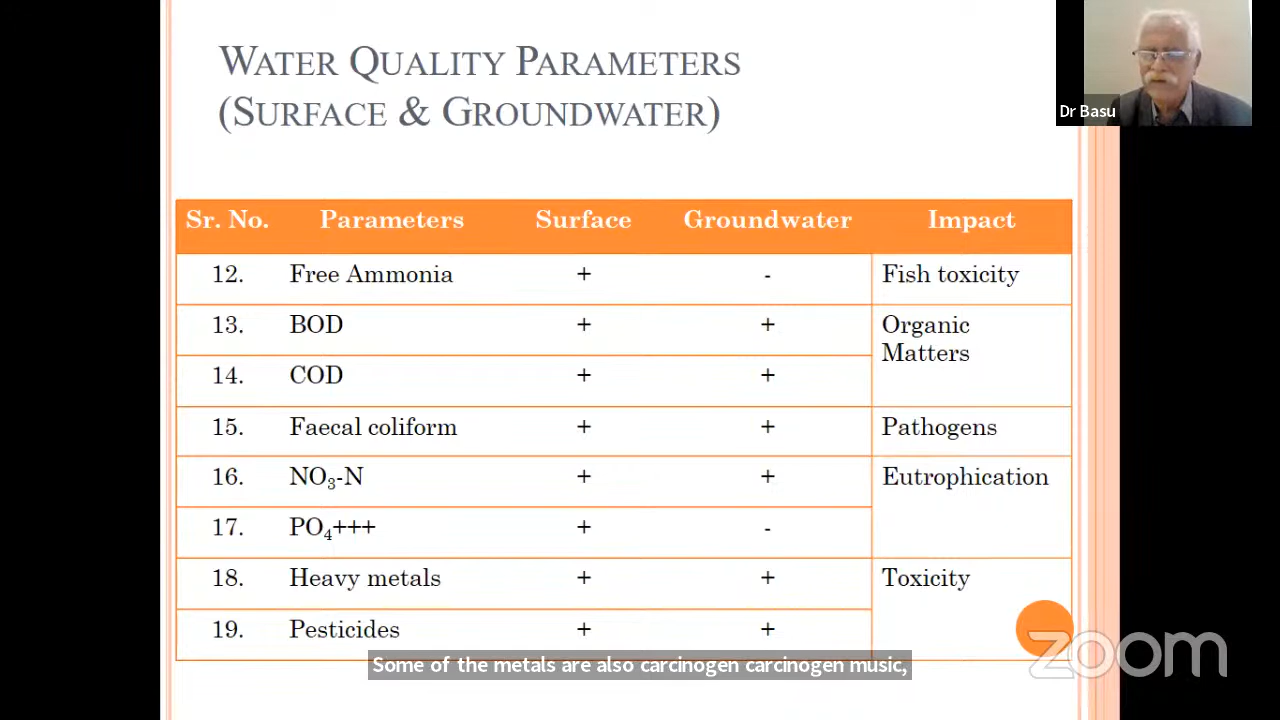 WATER QUALITY PARAMETERS
(SURFACE & GROUNDWATER)
Dr Basu
Sr. No. Parameters Surface Groundwater Impact
12. Free Ammonia + - Fish toxicity
13. BOD + + Organic
Matters
14. COD + +
15. Faecal coliform + + Pathogens
16. NO3-N + + Eutrophication
17. PO4+++ + -
18. Heavy metals + + Toxicity
19. Pesticides + +
zoom
Some of the metals are also carcinogen carcinogen music,